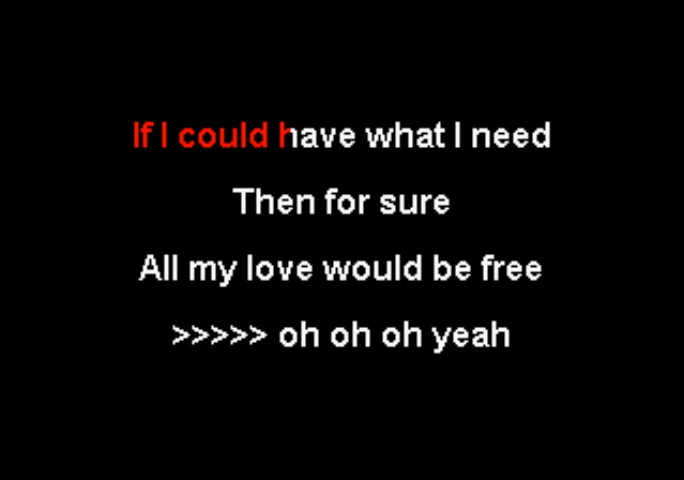 If I could have what I need
Then for sure
All my love would be free
>>>>> oh oh oh yeah